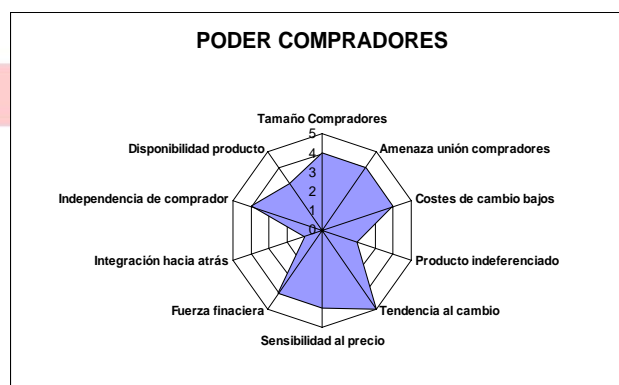 PODER COMPRADORES
Tamaño Compradores
5
4
3
2
1
0
Amenaza unión compradores
Costes de cambio bajos
Producto indeferenciado
Tendencia al cambio
Sensibilidad al precio
Fuerza finaciera
Integración hacia atrás
Independencia de comprador
Disponibilidad producto